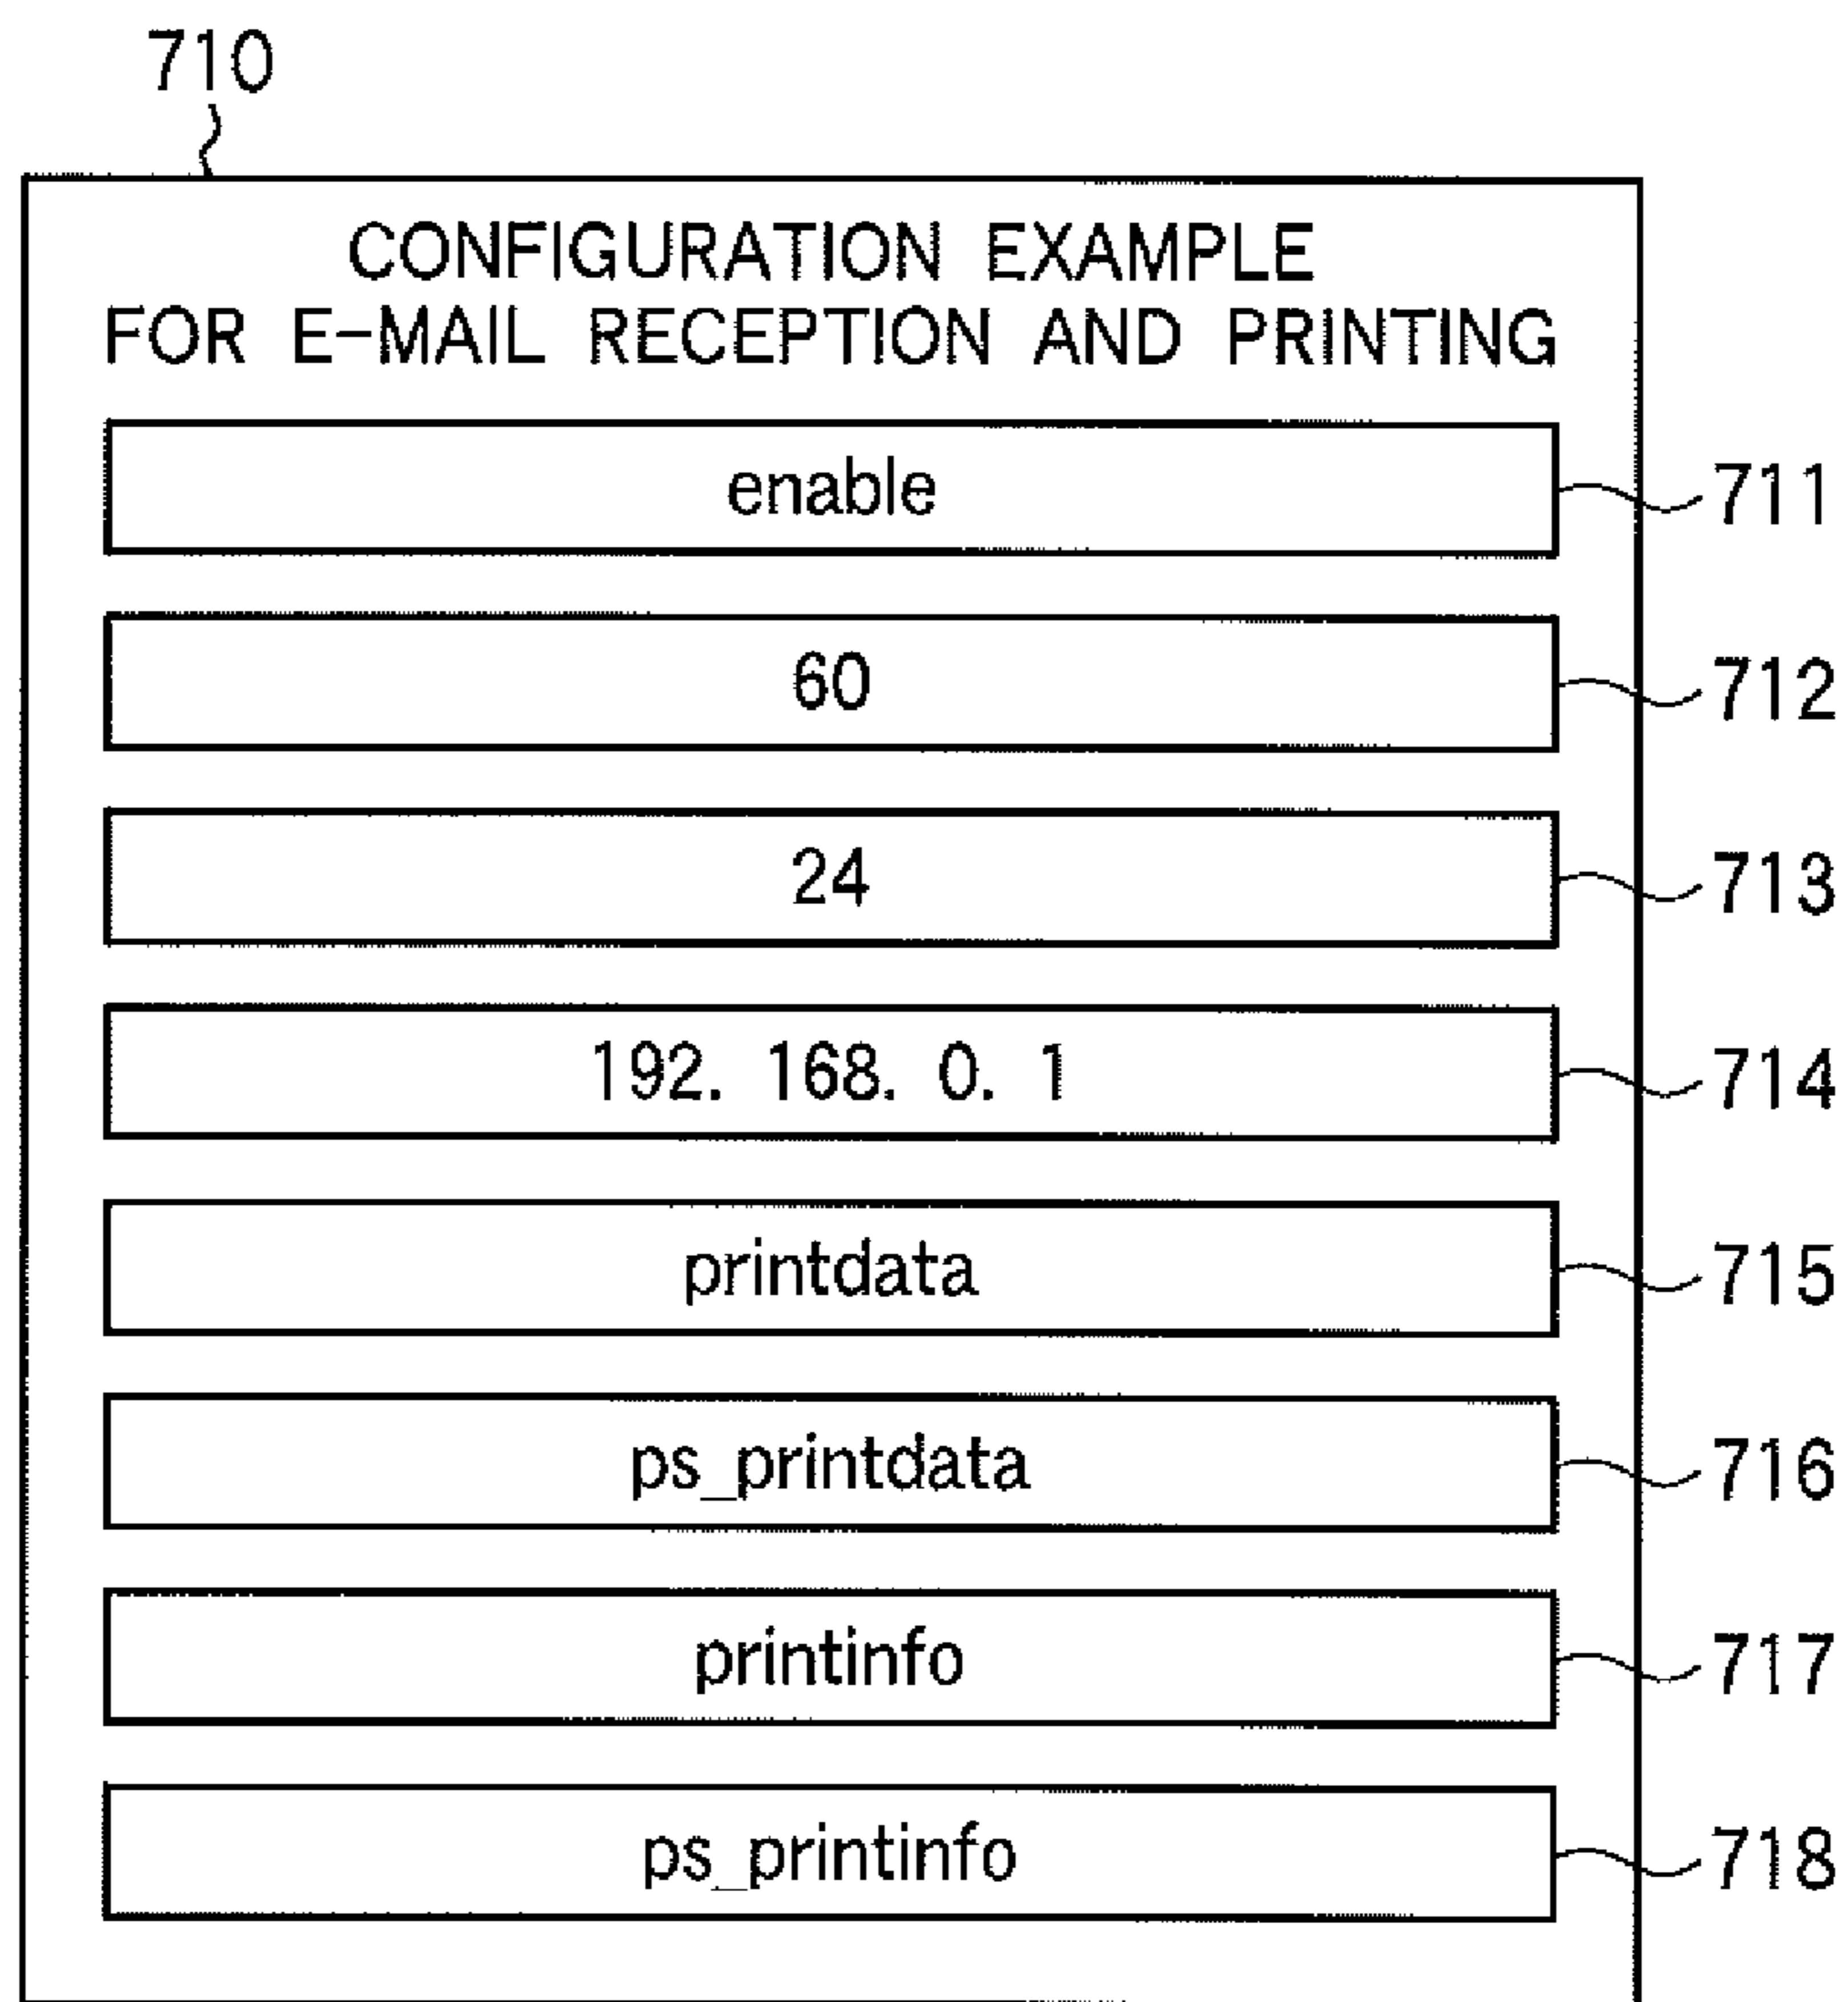 710
CONFIGURATION EXAMPLE
FOR E-MAIL RECEPTION AND PRINTING
enable 711
60 712
24 713
192. 168. 0. 1 714
printdata 715
ps_printdata 716
printinfo 717
ps_printinfo 718